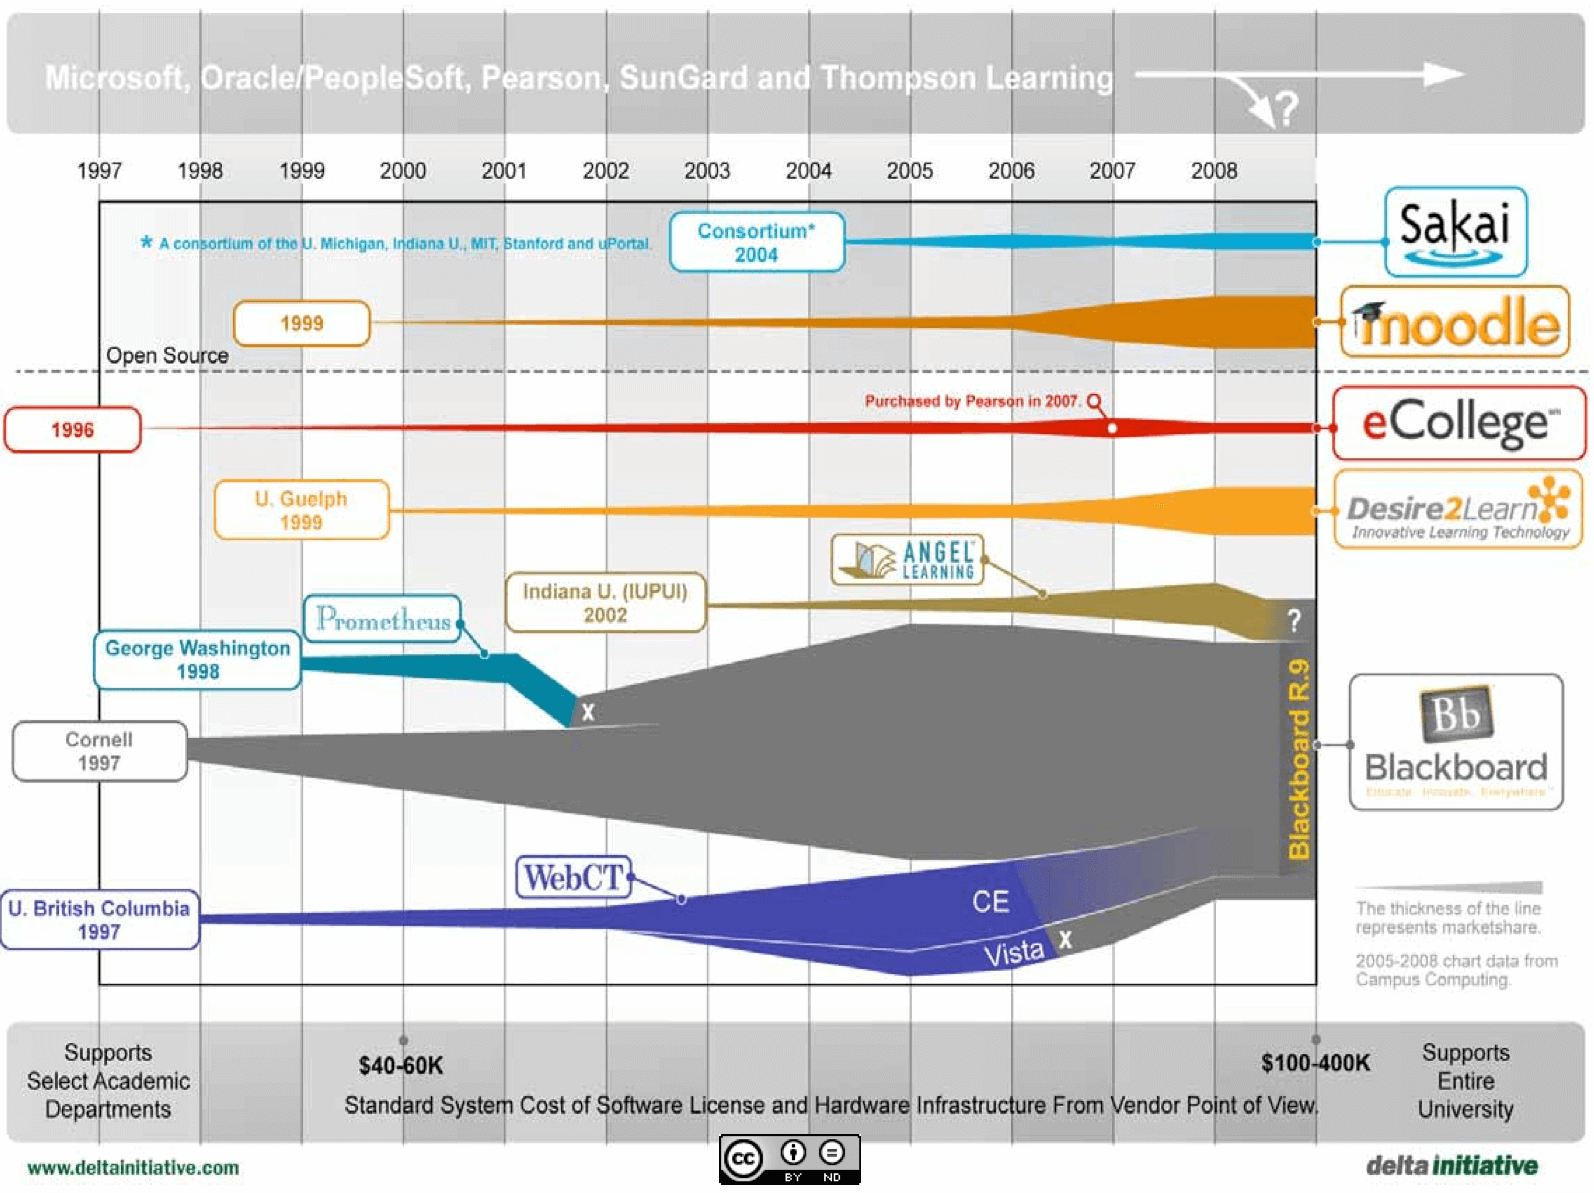 Microsoft, Oracle/PeopleSoft, Pearson, SunGard and Thompson Learning
?
1997 1998 1999 2000 2001 2002 2003 2004 2005 2006 2007 2008
* A consortium of the U. Michigan, Indiana U., MIT, Stanford and uPortal.
Consortium*
2004
Sakai
1999
moodle
Open Source
1996
Purchased by Pearson in 2007.
eCollege
U. Guelph
1999
Desire2Learn
Innovative Learning Technology
ANGEL
LEARNING
Indiana U. (IUPUI)
2002
?
Prometheus
George Washington
1998
X
Cornell
1997
Blackboard R.9
Bb
Blackboard
Educate. Innovate. Everywhere.
WebCT
U. British Columbia
1997
CE
Vista
X
The thickness of the line
represents marketshare.
2005-2008 chart data from
Campus Computing.
Supports
Select Academic
Departments
$40-60K
$100-400K
Standard System Cost of Software License and Hardware Infrastructure From Vendor Point of View.
Supports
Entire
University
www.deltainitiative.com
cc
BY ND
delta initiative